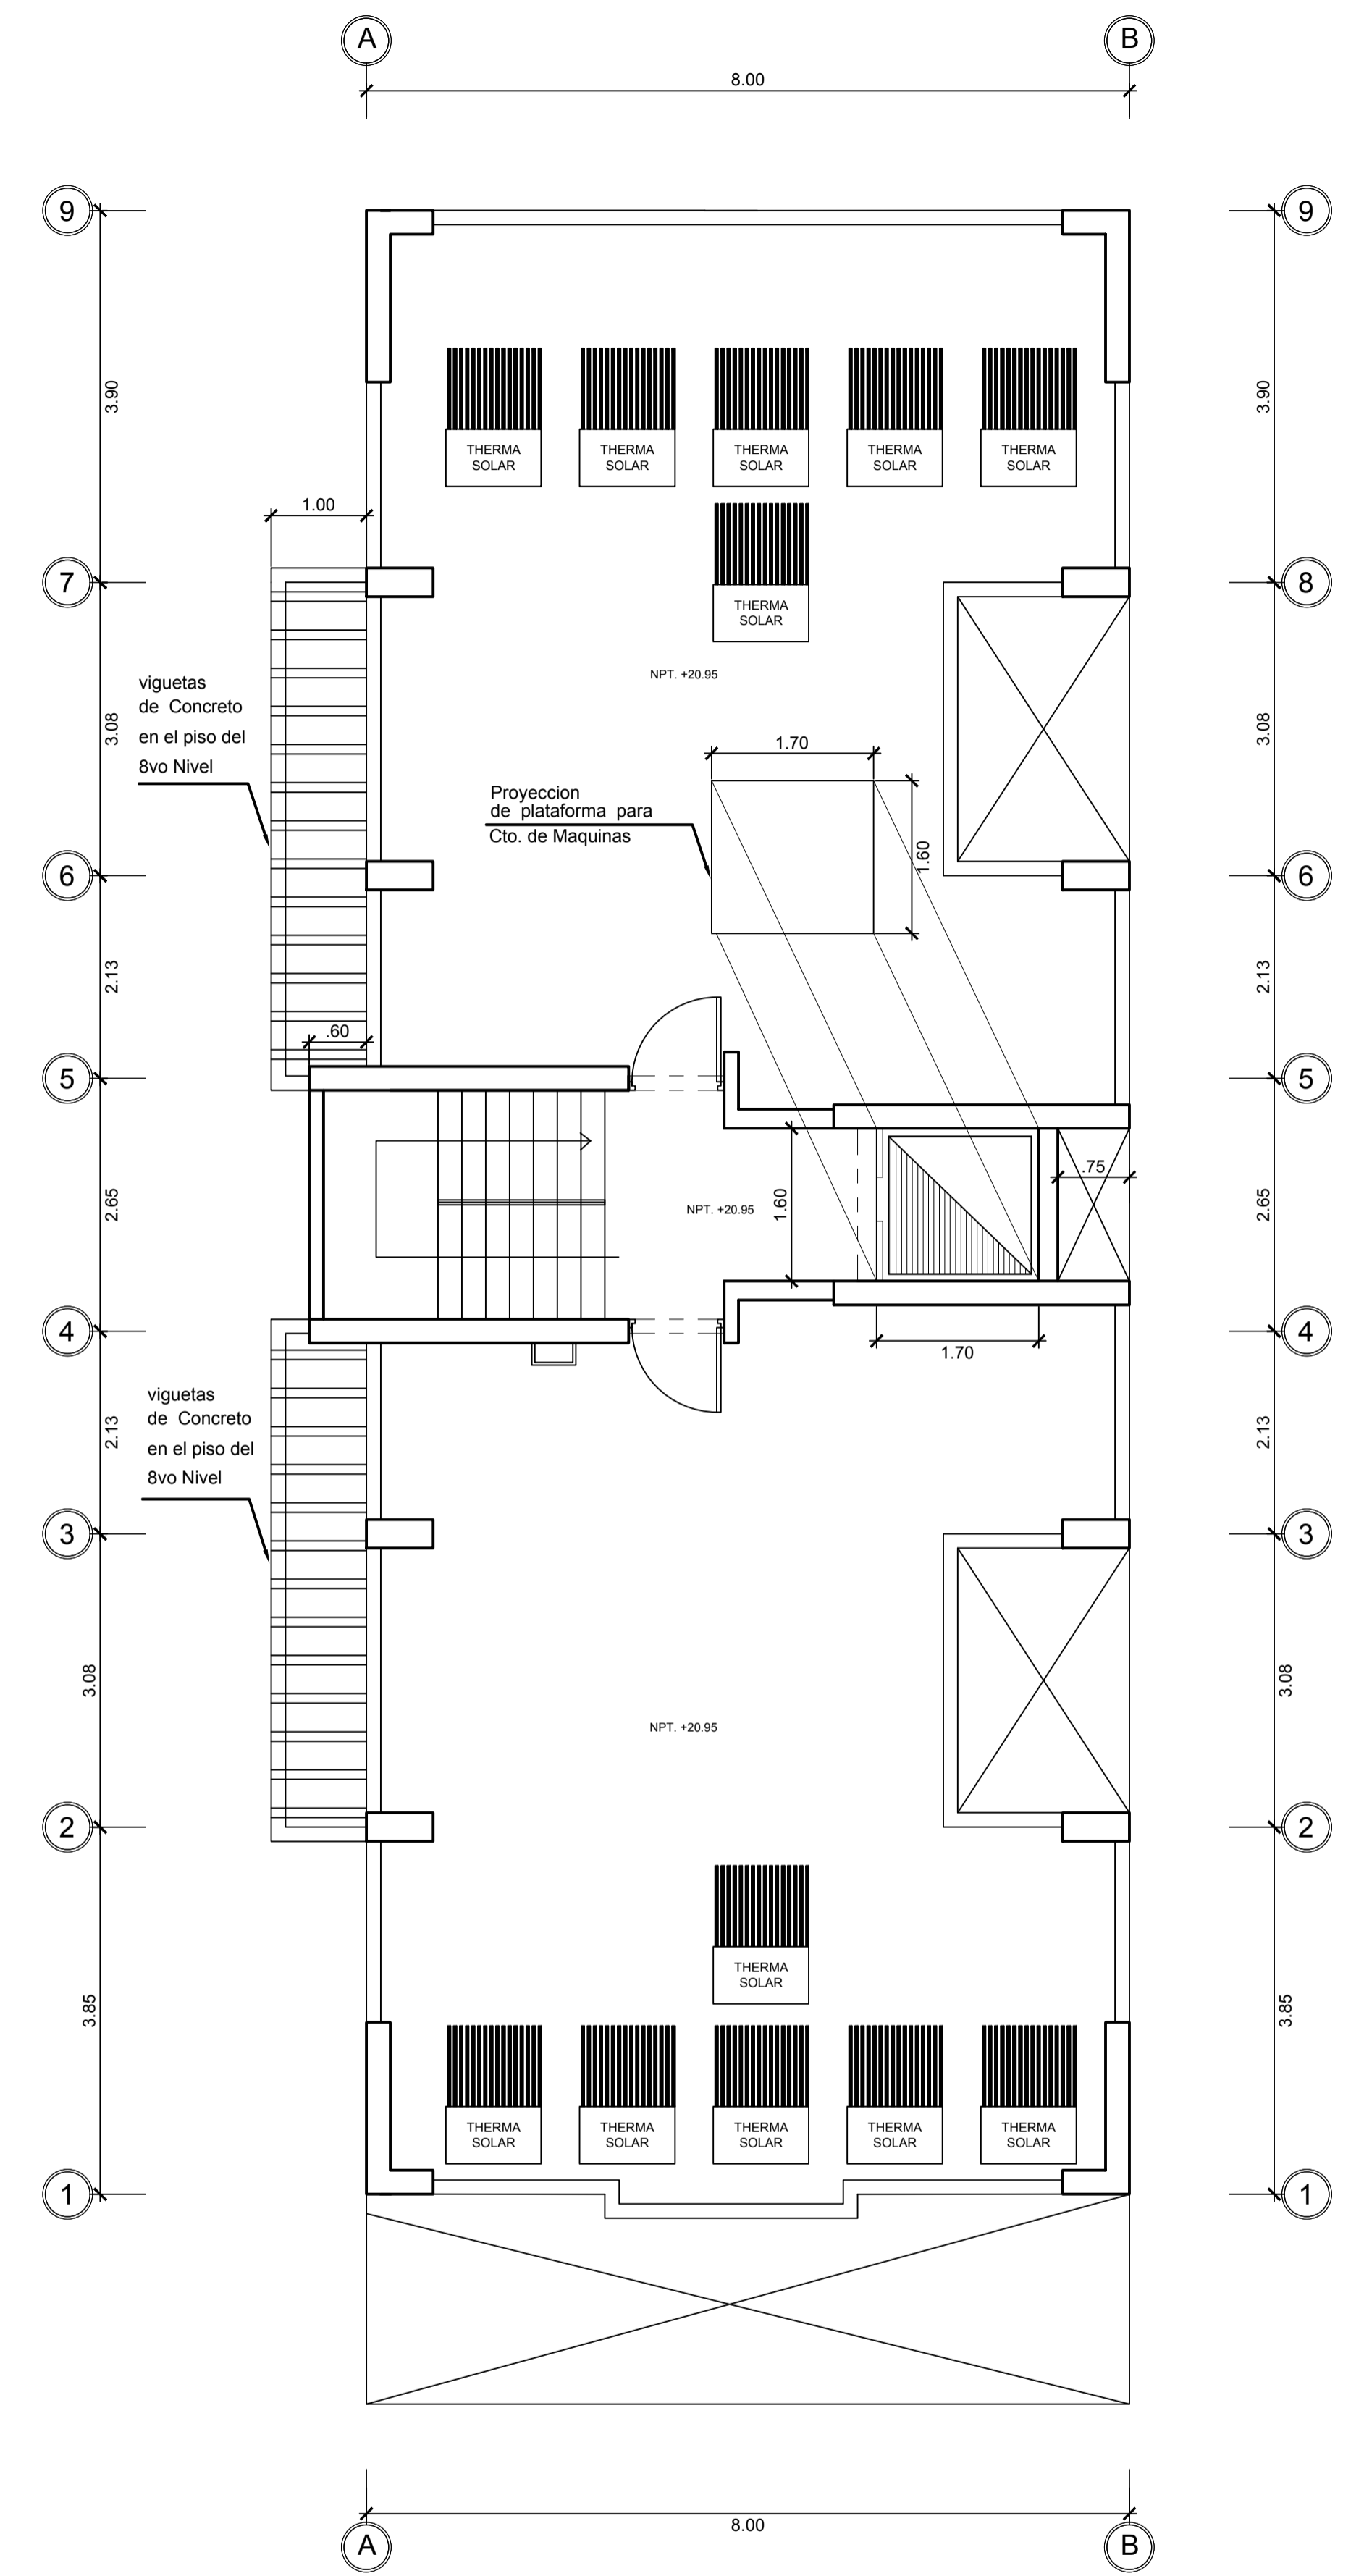 A
B
8.00
9
9
3.90
3.90
THERMA
SOLAR
THERMA
SOLAR
THERMA
SOLAR
THERMA
SOLAR
THERMA
SOLAR
1.00
7
8
THERMA
SOLAR
NPT. +20.95
viguetas
de Concreto
en el piso del
8vo Nivel
3.08
3.08
1.70
Proyeccion
de plataforma para
Cto. de Maquinas
1.60
6
6
2.13
2.13
.60
5
5
2.65
NPT. +20.95
1.60
.75
2.65
4
4
1.70
viguetas
de Concreto
en el piso del
8vo Nivel
2.13
2.13
3
3
3.08
3.08
NPT. +20.95
2
2
THERMA
SOLAR
3.85
3.85
THERMA
SOLAR
THERMA
SOLAR
THERMA
SOLAR
THERMA
SOLAR
THERMA
SOLAR
1
1
8.00
A
B